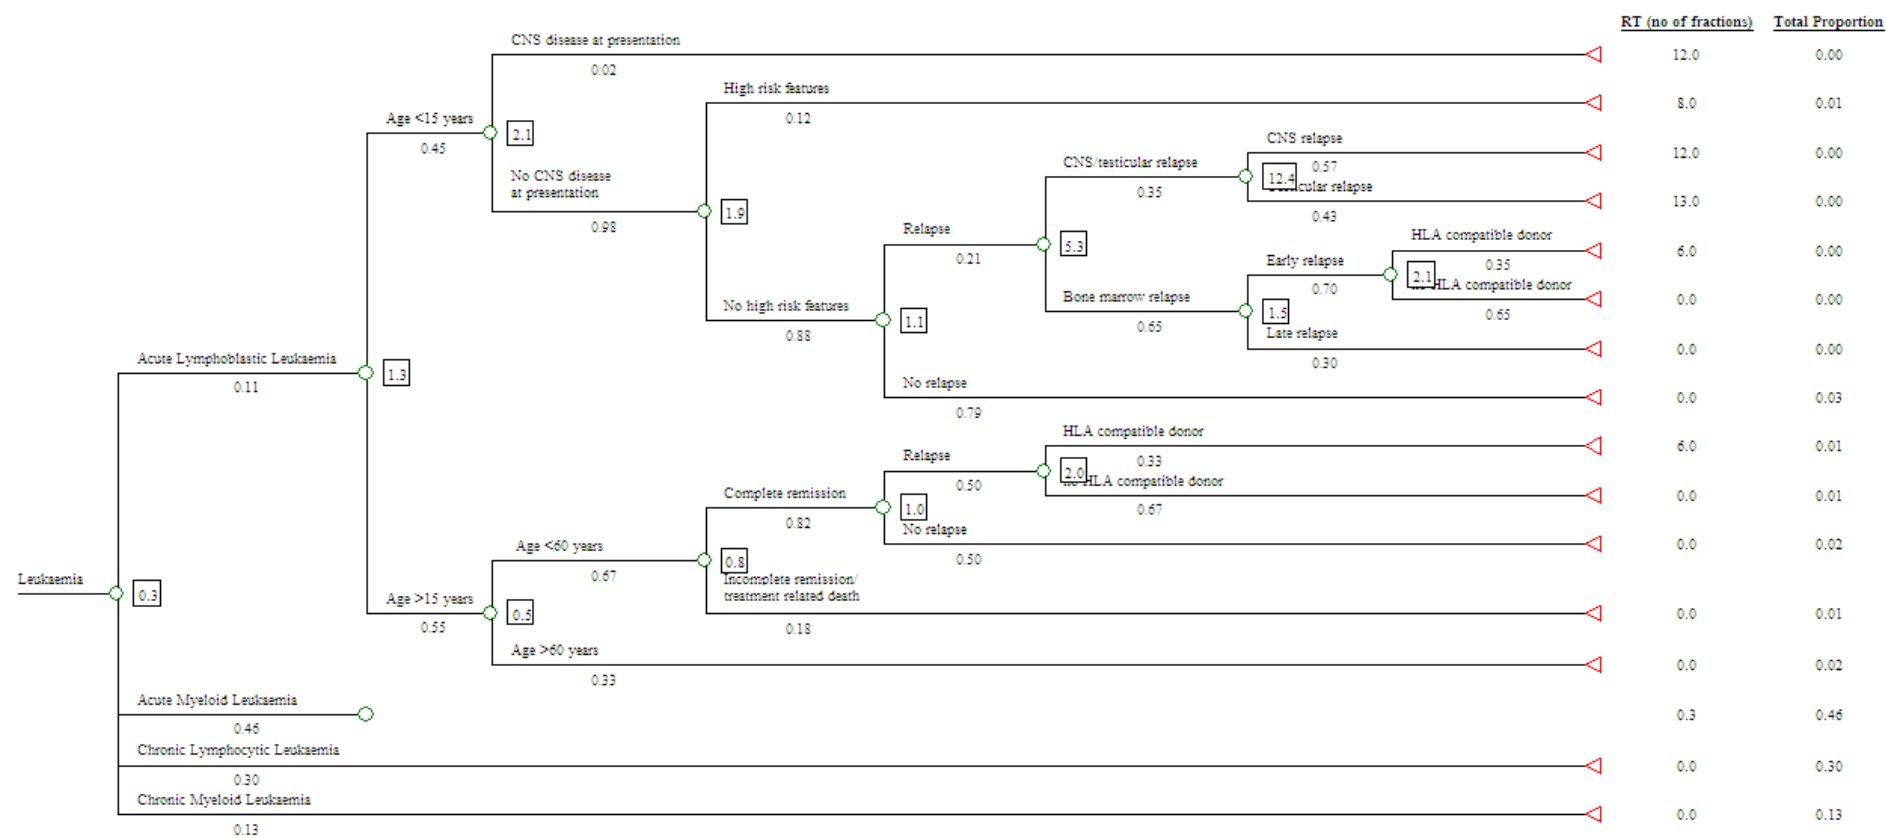 RT (no of fractions) Total Proportion
CNS disease at presentation
0.02
12.0 0.00
High risk features
0.12
8.0 0.01
Age <15 years
0.45
2.1
CNS relapse
0.57
12.0 0.00
No CNS disease
at presentation
0.98
1.9
CNS/testicular relapse
0.35
12.4
relapse
0.43
13.0 0.00
Relapse
0.21
5.3
HLA compatible donor
0.35
6.0 0.00
Early relapse
0.70
2.1
HLA compatible donor
0.65
0.0 0.00
No high risk features
0.88
1.1
Bone marrow relapse
0.65
1.5
Late relapse
0.30
0.0 0.00
Acute Lymphoblastic Leukaemia
0.11
1.3
No relapse
0.79
0.0 0.03
HLA compatible donor
0.33
6.0 0.01
Relapse
0.50
2.0
HLA compatible donor
0.67
0.0 0.01
Complete remission
0.82
1.0
No relapse
0.50
0.0 0.02
Age <60 years
0.67
0.8
Incomplete remission/
treatment related death
0.18
0.0 0.01
Leukaemia
0.3
Age >15 years
0.55
0.5
Age >60 years
0.33
0.0 0.02
Acute Myeloid Leukaemia
0.46
0.3 0.46
Chronic Lymphocytic Leukaemia
0.30
0.0 0.30
Chronic Myeloid Leukaemia
0.13
0.0 0.13